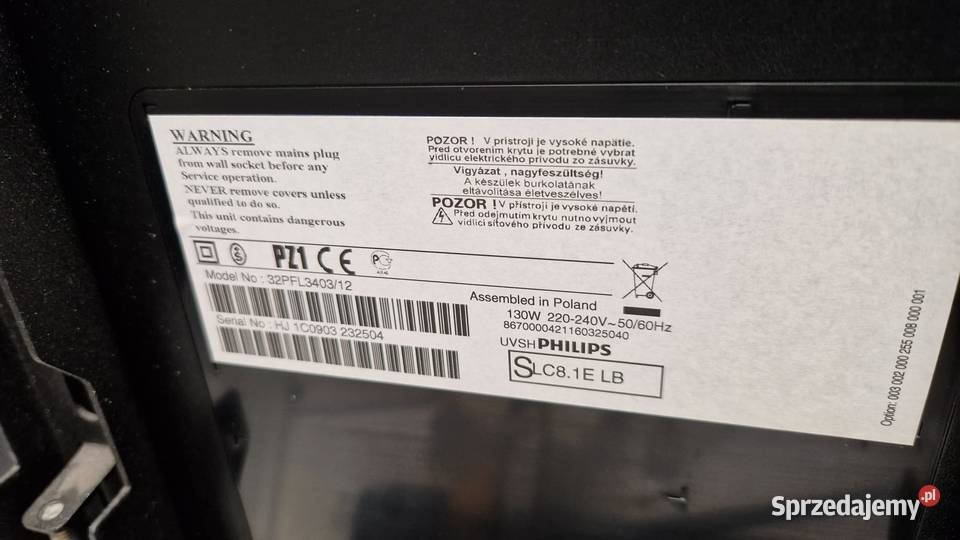 WARNING
ALWAYS remove mains plug
from wall socket before any
Service operation.
NEVER remove covers unless
qualified to do so.
This unit contains dangerous
voltages.
POZOR ! V prístroji je vysoké napätie.
Pred otvorením krytu je potrebné vybrat
vidlicu elektrického prívodu zo zásuvky.
Vigyázat , nagyfeszültség!
A készülek burkolatának
eltávolítása életveszélyes!
POZOR ! V přístroji je vysoké napětí.
Před odejmutím krytu nutno vyjmout
vidlici síťového přívodu ze zásuvky.
PZ1 CE
Model No : 32PFL3403/12
Serial No : HJ 1C0903 232504
Assembled in Poland
130W 220-240V~50/60Hz
8670000421160325040
UVSH PHILIPS
SLC8.1E LB
Option: 003 002 000 255 008 000 001
Sprzedajemy.pl